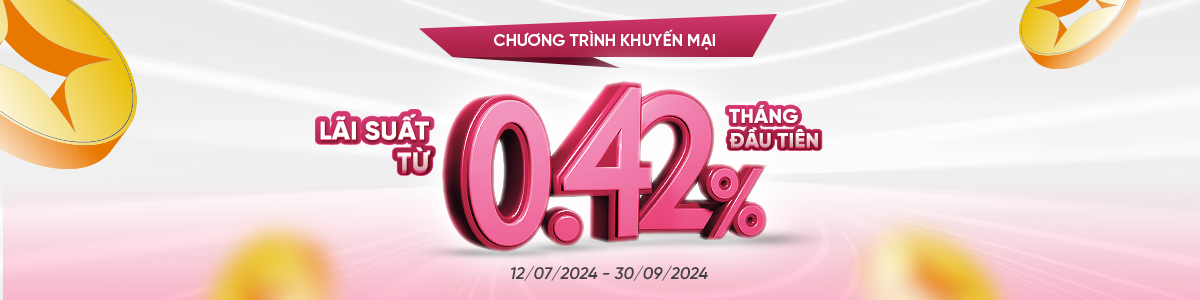 CHƯƠNG TRÌNH KHUYẾN MẠI
LÃI SUẤT
TỪ
0.42%
THÁNG
ĐẦU TIÊN
12/07/2024 - 30/09/2024